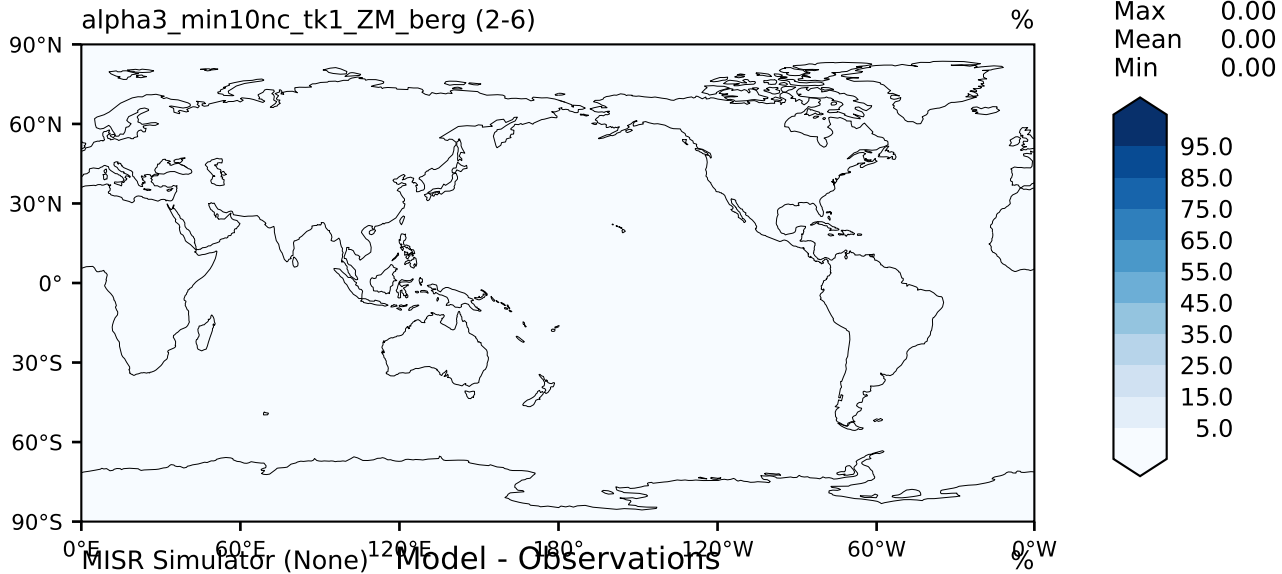 alpha3_min10nc_tk1_ZM_berg (2-6) %
Max 0.00
Mean 0.00
Min 0.00
90°N
60°N
30°N
0°
30°S
60°S
90°S
0°E 60°E 120°E 180° 120°W 60°W 0°W
95.0
85.0
75.0
65.0
55.0
45.0
35.0
25.0
15.0
5.0
MISR Simulator (None) Model - Observations %